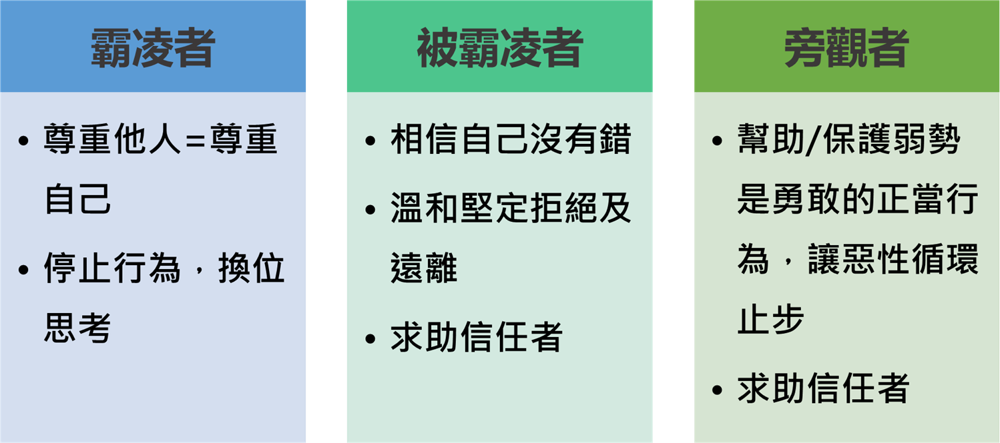 霸凌者
• 尊重他人=尊重
自己
• 停止行為，換位
思考
被霸凌者
• 相信自己沒有錯
• 溫和堅定拒絕及
遠離
• 求助信任者
旁觀者
• 幫助/保護弱勢
是勇敢的正當行
為，讓惡性循環
止步
• 求助信任者